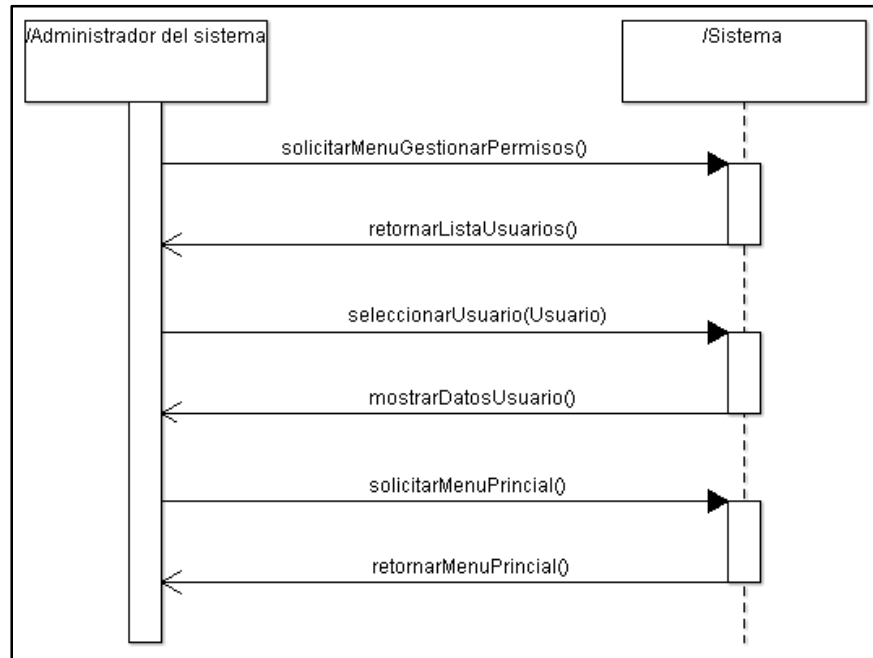 /Administrador del sistema
/Sistema
solicitarMenuGestionarPermisos()
retornarListaUsuarios()
seleccionarUsuario(Usuario)
mostrarDatosUsuario()
solicitarMenuPrincial()
retornarMenuPrincial()